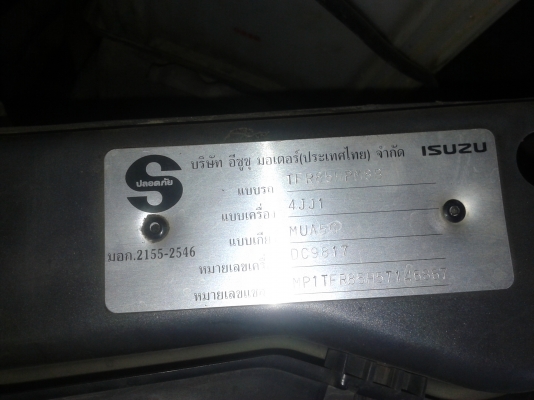 บริษัท อีซูซุ มอเตอร์(ประเทศไทย) จำกัด ISUZU
S
ปลอดภัย
แบบรถ
แบบเครื่อง 4JJ1
แบบเกียร์
มอก.2155-2546
หมายเลขเครื่อง DC9817
หมายเลขแชสซี